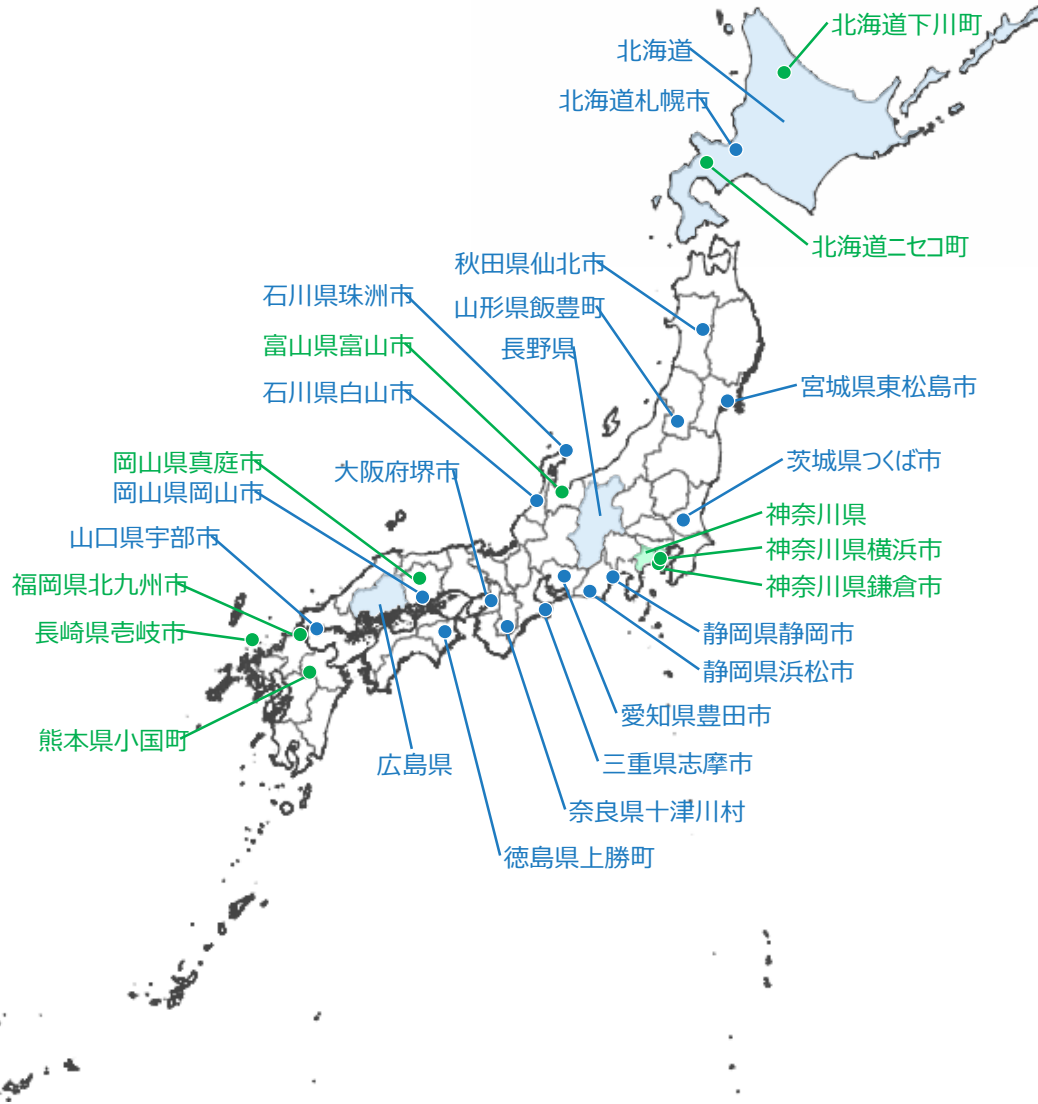 北海道下川町
北海道
北海道札幌市
北海道ニセコ町
秋田県仙北市
石川県珠洲市
山形県飯豊町
富山県富山市
長野県
石川県白山市
宮城県東松島市
岡山県真庭市
大阪府堺市
茨城県つくば市
岡山県岡山市
神奈川県
山口県宇部市
神奈川県横浜市
福岡県北九州市
神奈川県鎌倉市
長崎県壱岐市
静岡県静岡市
静岡県浜松市
愛知県豊田市
熊本県小国町
広島県
三重県志摩市
奈良県十津川村
徳島県上勝町